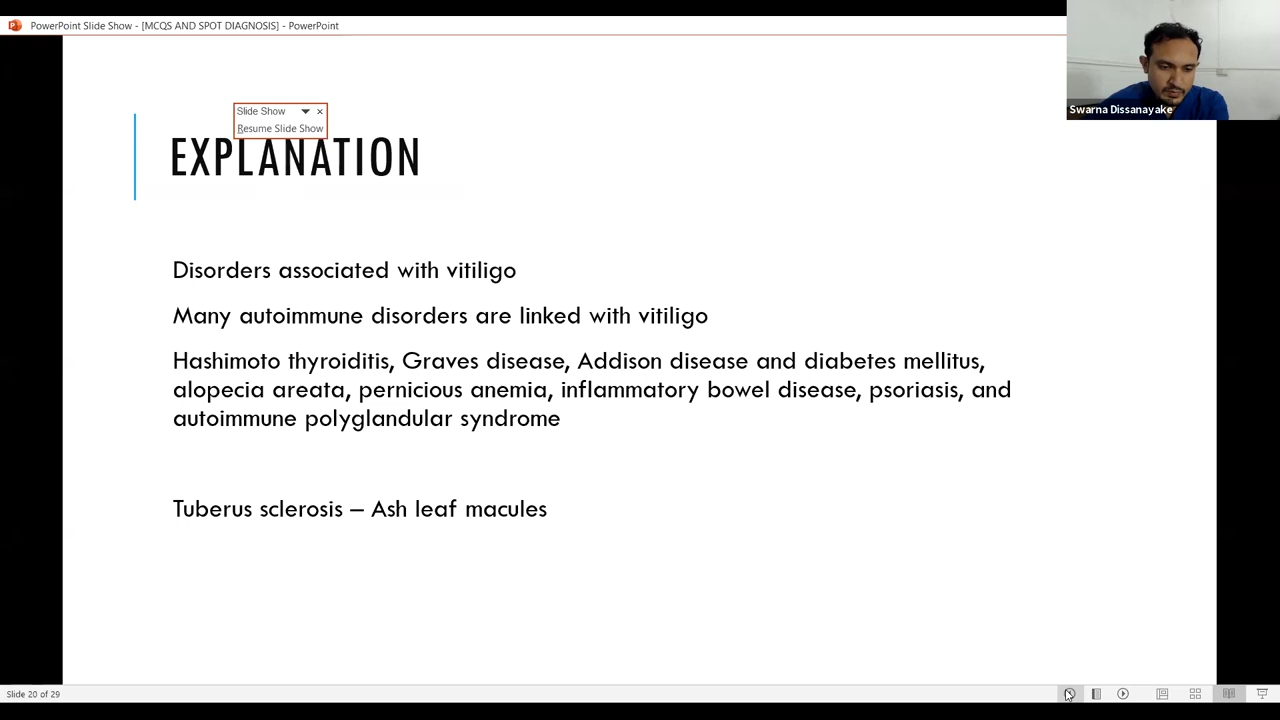 PowerPoint Slide Show - [MCQS AND SPOT DIAGNOSIS] - PowerPoint
Swarna Dissanayake
Slide Show
Resume Slide Show
EXPLANATION
Disorders associated with vitiligo
Many autoimmune disorders are linked with vitiligo
Hashimoto thyroiditis, Graves disease, Addison disease and diabetes mellitus,
alopecia areata, pernicious anemia, inflammatory bowel disease, psoriasis, and
autoimmune polyglandular syndrome
Tuberus sclerosis – Ash leaf macules
Slide 20 of 29